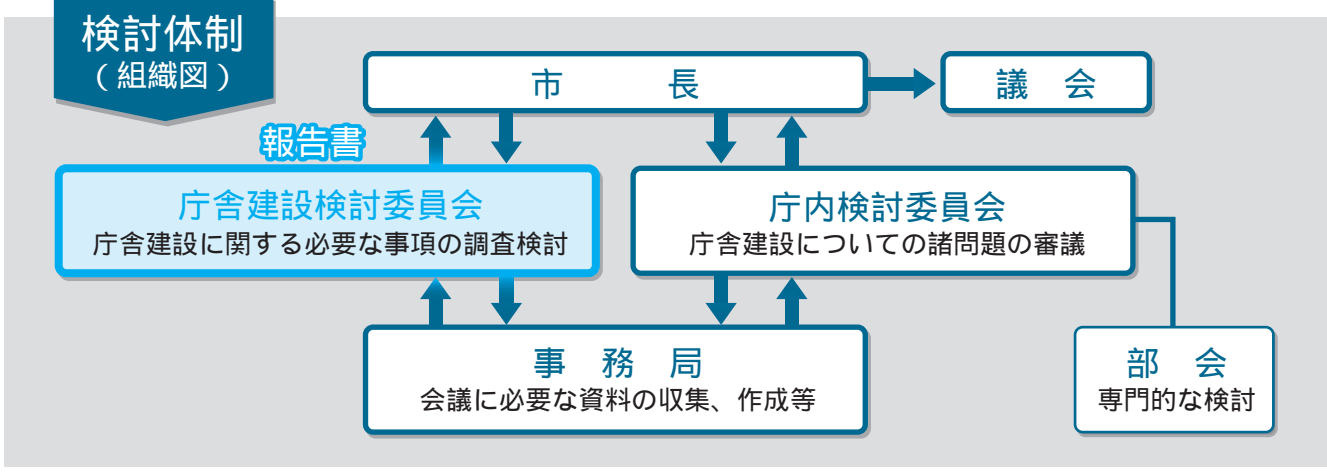 検討体制
（組織図）
市　長
議　会
報告書
庁舎建設検討委員会
庁舎建設に関する必要な事項の調査検討
庁内検討委員会
庁舎建設についての諸問題の審議
事　務　局
会議に必要な資料の収集、作成等
部　会
専門的な検討